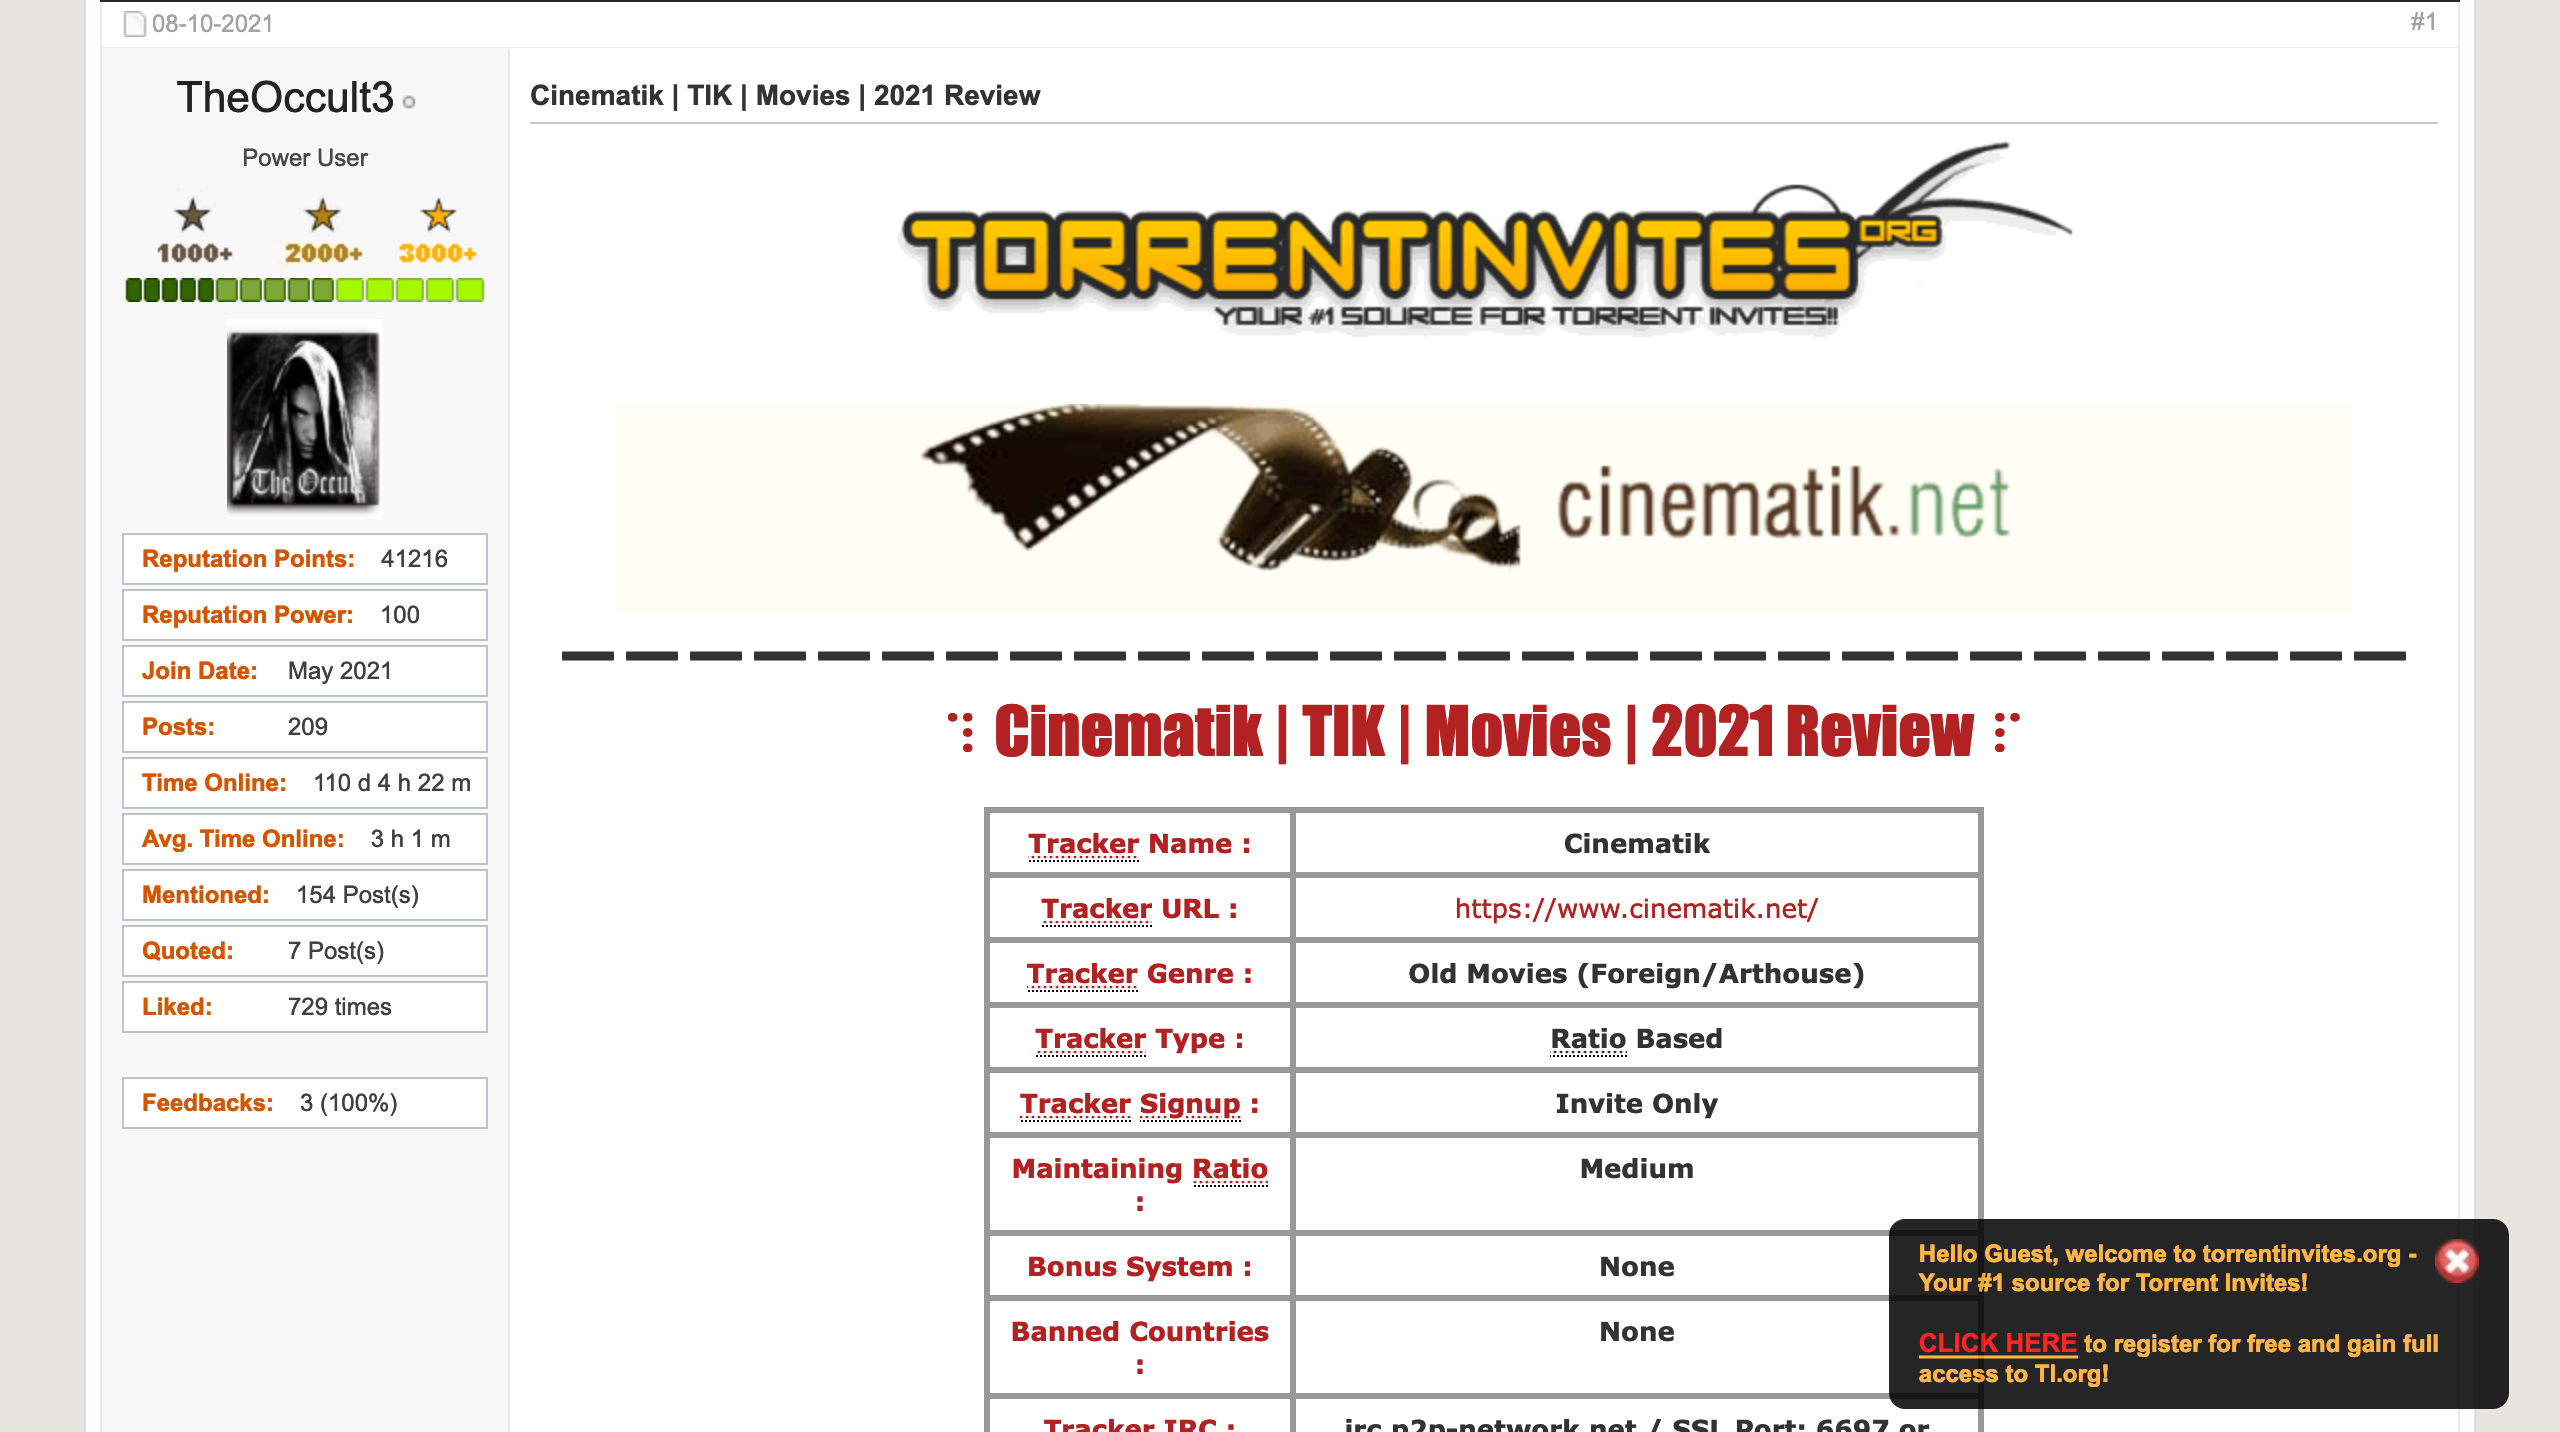 08-10-2021
#1
TheOccult3
Power User
1000+ 2000+ 3000+
The Occul
Reputation Points: 41216
Reputation Power: 100
Join Date: May 2021
Posts: 209
Time Online: 110 d 4 h 22 m
Avg. Time Online: 3 h 1 m
Mentioned: 154 Post(s)
Quoted: 7 Post(s)
Liked: 729 times
Feedbacks: 3 (100%)
Cinematik | TIK | Movies | 2021 Review
TORRENTINVITES ORG
YOUR #1 SOURCE FOR TORRENT INVITES!!
cinematik.net
Cinematik | TIK | Movies | 2021 Review
Tracker Name : Cinematik
Tracker URL : https://www.cinematik.net/
Tracker Genre : Old Movies (Foreign/Arthouse)
Tracker Type : Ratio Based
Tracker Signup : Invite Only
Maintaining Ratio : Medium
Bonus System : None
Banned Countries : None
Tracker IRC : irc.p2p-network.net / SSL Port: 6697 or
Hello Guest, welcome to torrentinvites.org -
Your #1 source for Torrent Invites!
CLICK HERE to register for free and gain full
access to TI.org!